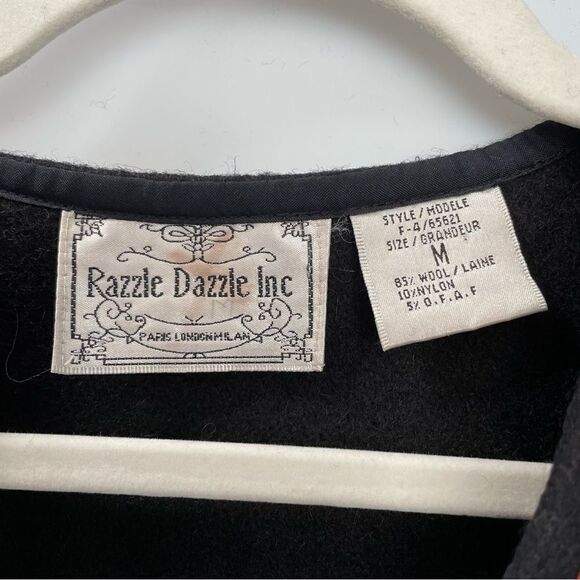 Razzle Dazzle Inc
PARIS LONDON MILAN
STYLE / MODELE
F-4/65621
SIZE / GRANDEUR
M
85% WOOL / LAINE
10% NYLON
5% O.F.A.F